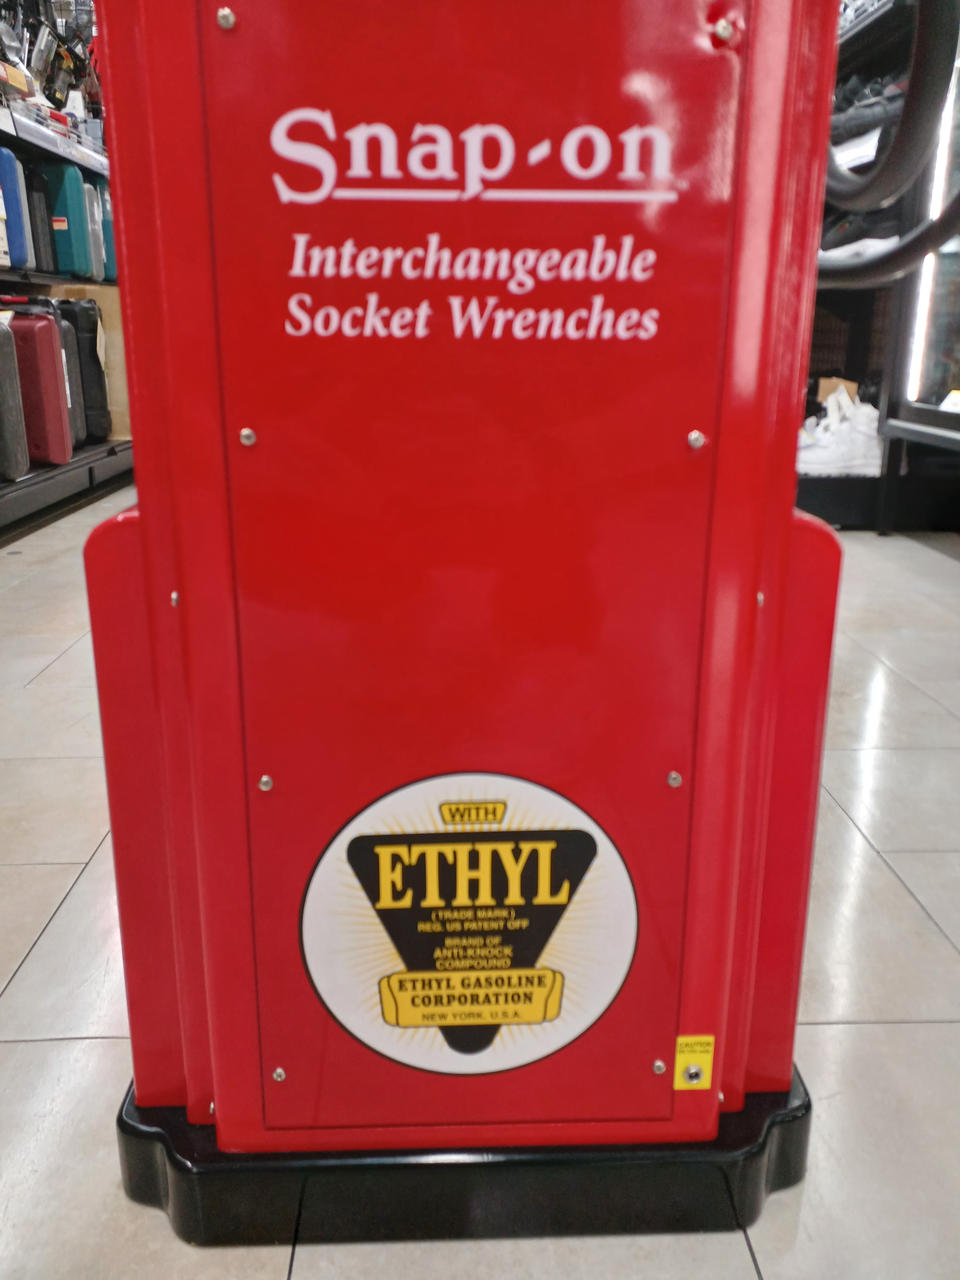 Snap-on
Interchangeable
Socket Wrenches
WITH
ETHYL
(TRADE MARK)
REG. US PATENT OFF
BRAND OF
ANTI-KNOCK
COMPOUND
ETHYL GASOLINE
CORPORATION
NEW YORK, U.S.A.
CAUTION